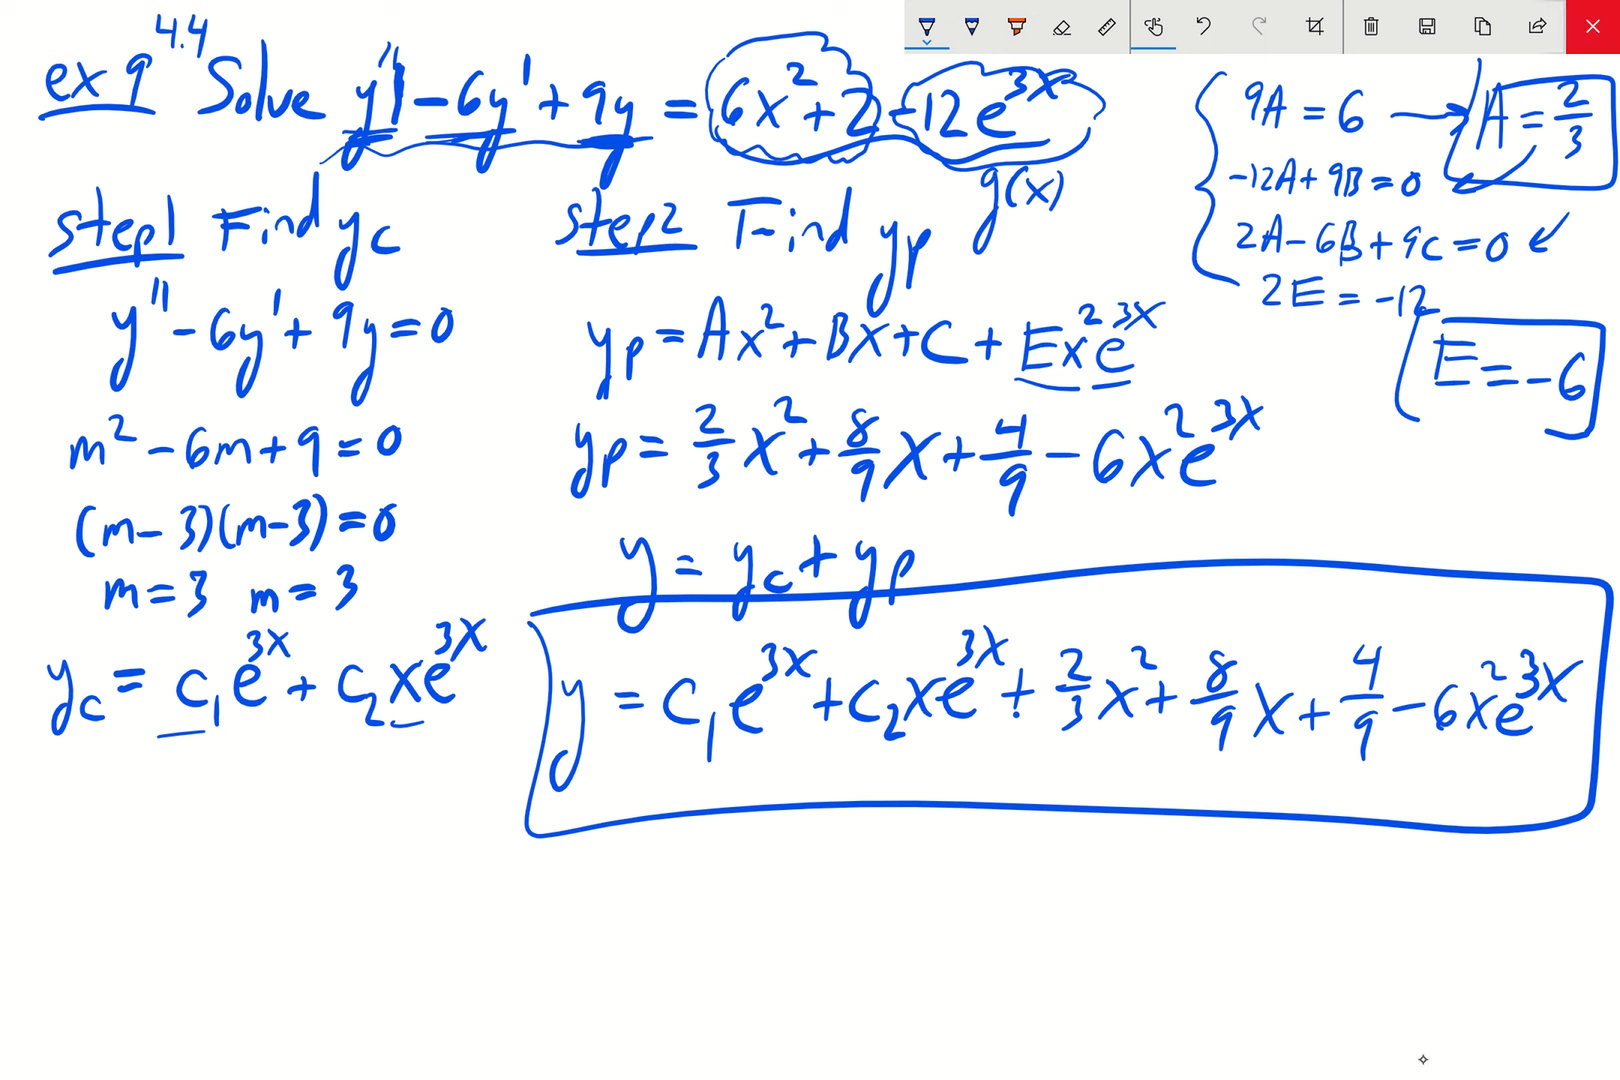 4.4
ex 9 Solve y'' - 6y' + 9y = 6x² + 2 - 12e^{3x}
g(x)
step1 Find yc
y'' - 6y' + 9y = 0
m² - 6m + 9 = 0
(m - 3)(m - 3) = 0
m = 3 m = 3
yc = c₁e^{3x} + c₂xe^{3x}
step2 Find yp
yp = Ax² + Bx + C + Ex²e^{3x}
yp = 2/3 x² + 8/9 x + 4/9 - 6x²e^{3x}
y = yc + yp
y = c₁e^{3x} + c₂xe^{3x} + 2/3 x² + 8/9 x + 4/9 - 6x²e^{3x}
9A = 6 → A = 2/3
-12A + 9B = 0
2A - 6B + 9C = 0
2E = -12
E = -6